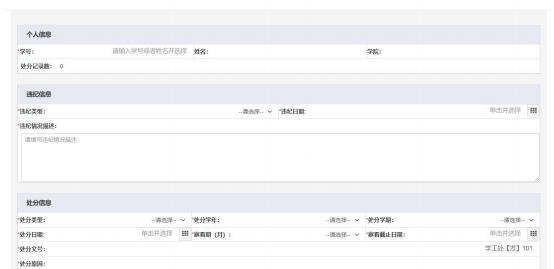 个人信息
*学号: 请输入学号或者姓名并选择 姓名: 学院:
处分记录数: 0
违纪信息
*违纪类型: --请选择-- *违纪日期: 单击并选择
*违纪情况描述:
请填写违纪情况描述
处分信息
*处分类型: --请选择-- *处分学年: --请选择-- *处分学期: --请选择--
*处分日期: 单击并选择 *察看期（月）: --请选择-- *察看截止日期: 单击并选择
*处分文号: 学工处【发】101
*处分原因: